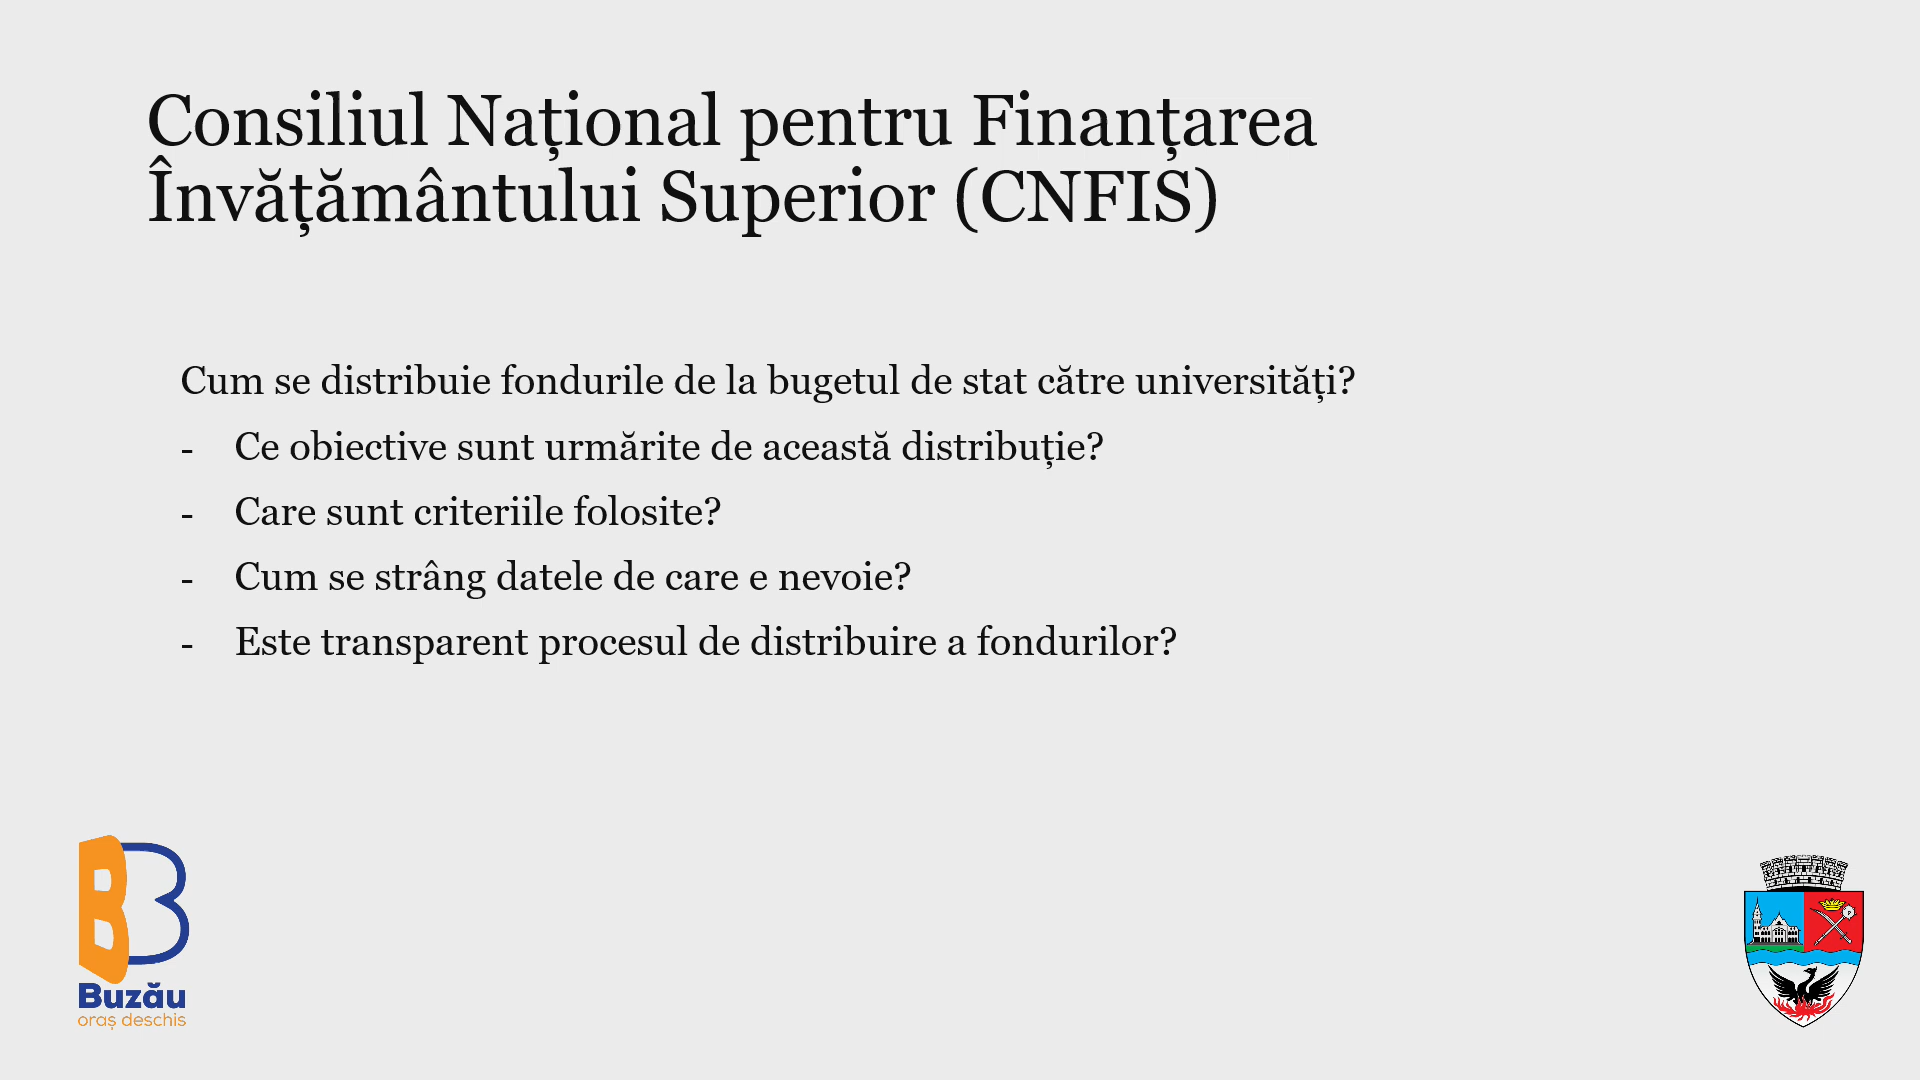 Consiliul Național pentru Finanțarea
Învățământului Superior (CNFIS)
Cum se distribuie fondurile de la bugetul de stat către universități?
- Ce obiective sunt urmărite de această distribuție?
- Care sunt criteriile folosite?
- Cum se strâng datele de care e nevoie?
- Este transparent procesul de distribuire a fondurilor?
Buzău
oraș deschis